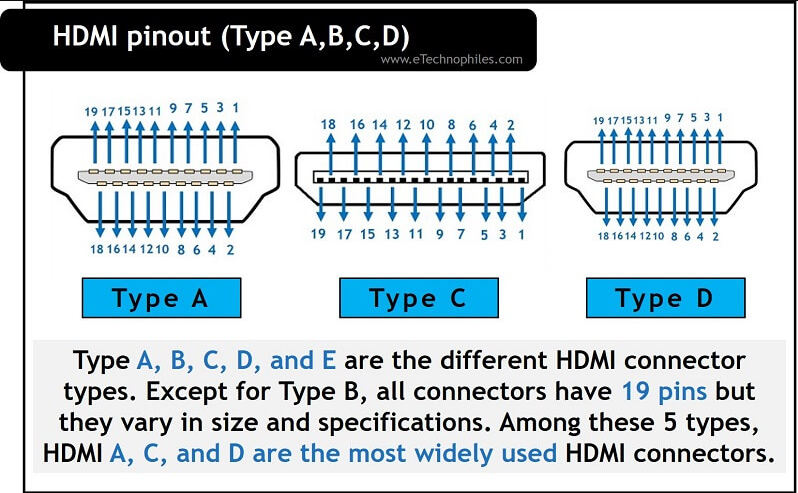 HDMI pinout (Type A,B,C,D)
www.eTechnophiles.com
19 17 15 13 11 9 7 5 3 1
18 16 14 12 10 8 6 4 2
Type A
18 16 14 12 10 8 6 4 2
19 17 15 13 11 9 7 5 3 1
Type C
19 17 15 13 11 9 7 5 3 1
18 16 14 12 10 8 6 4 2
Type D
Type A, B, C, D, and E are the different HDMI connector
types. Except for Type B, all connectors have 19 pins but
they vary in size and specifications. Among these 5 types,
HDMI A, C, and D are the most widely used HDMI connectors.